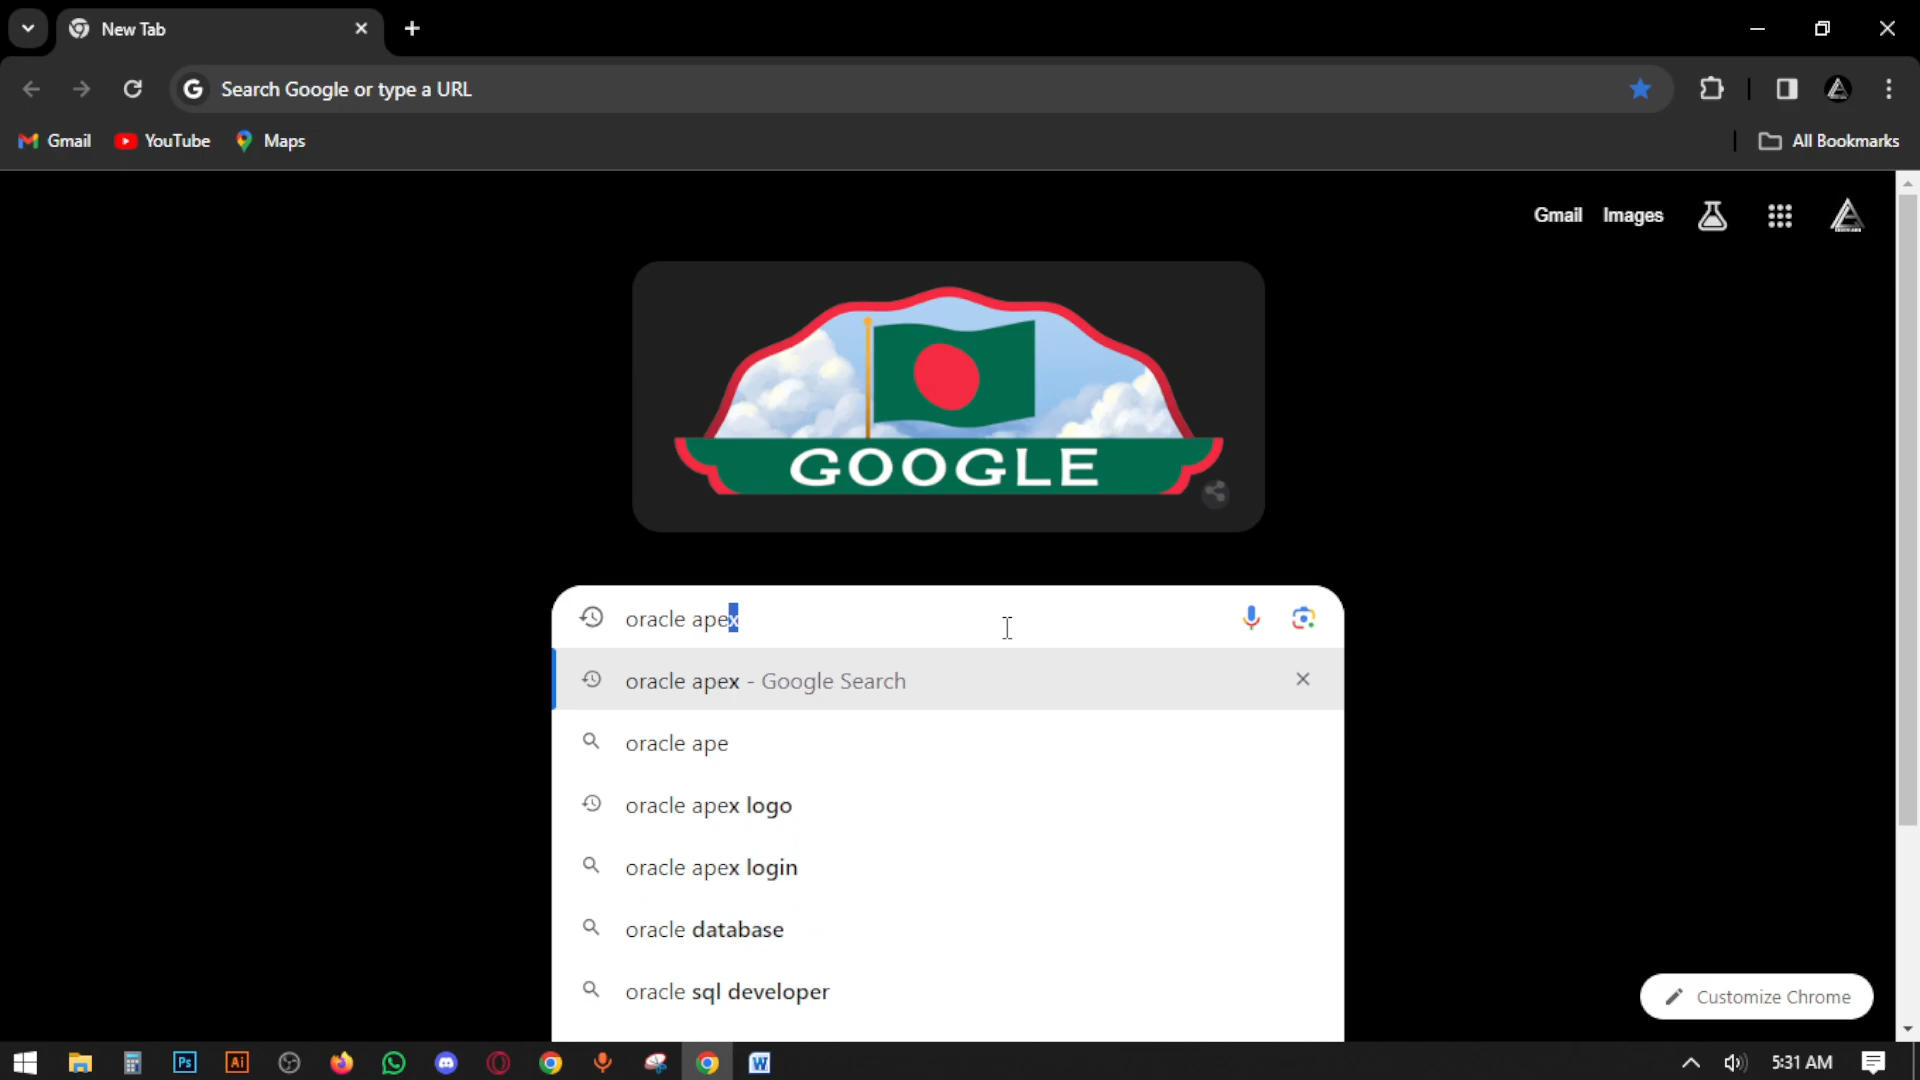 New Tab
Search Google or type a URL
Gmail YouTube Maps All Bookmarks
Gmail Images
GOOGLE
oracle apex
oracle apex - Google Search
oracle ape
oracle apex logo
oracle apex login
oracle database
oracle sql developer
Customize Chrome
Ps Ai W 5:31 AM